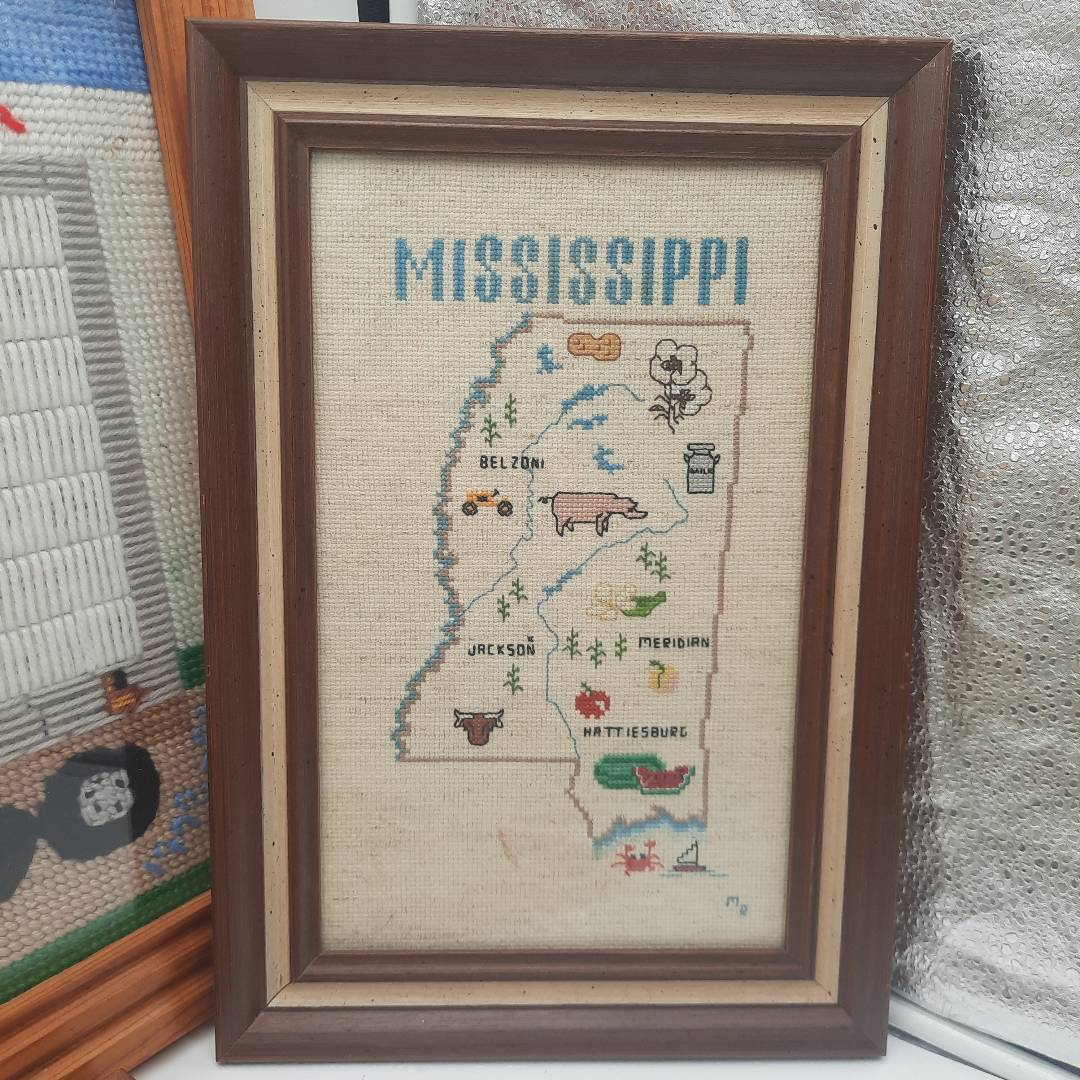 MISSISSIPPI
BELZONI
MILK
JACKSON
MERIDIAN
HATTIESBURG
MR